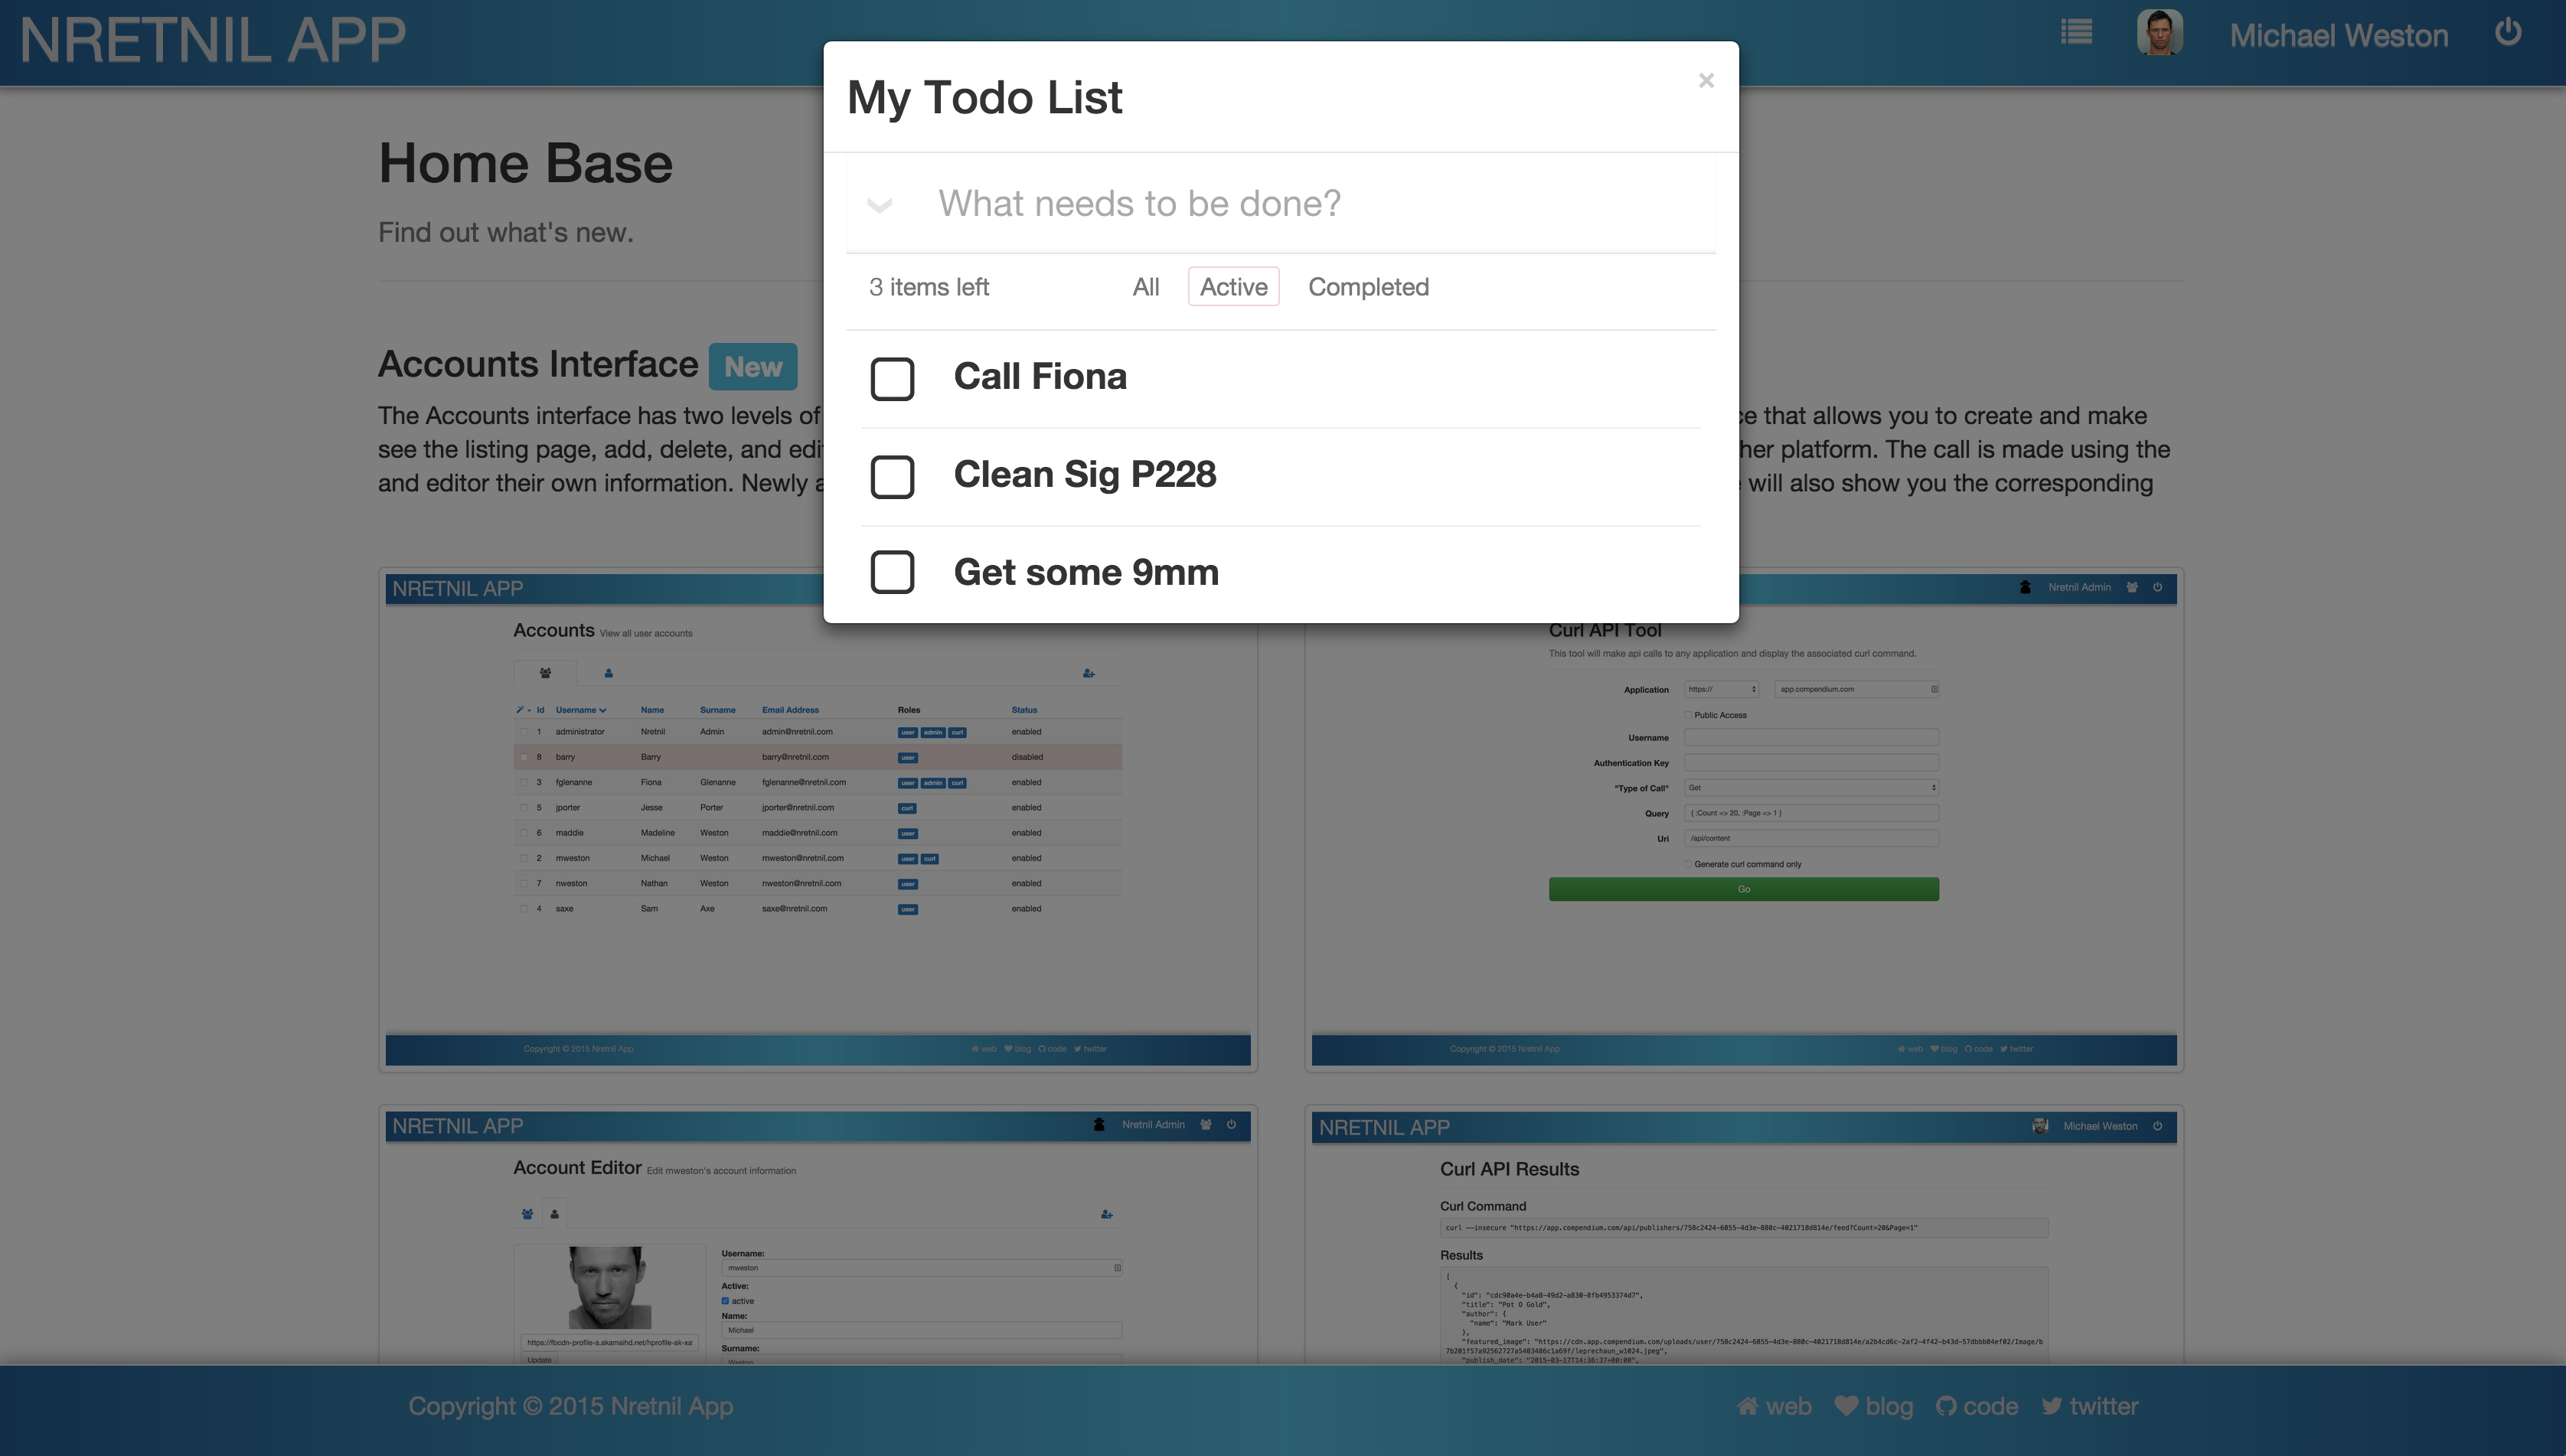 NRETNIL APP
Michael Weston
My Todo List
×
What needs to be done?
3 items left
All
Active
Completed
Call Fiona
Clean Sig P228
Get some 9mm
Home Base
Find out what's new.
Accounts Interface New
The Accounts interface has two levels of
see the listing page, add, delete, and edi
and editor their own information. Newly a
ce that allows you to create and make
her platform. The call is made using the
will also show you the corresponding
NRETNIL APP
Accounts View all user accounts
Id Username Name Surname Email Address Roles Status
1 administrator Nretnil Admin admin@nretnil.com user admin curl enabled
8 barry Barry barry@nretnil.com user disabled
3 fglenanne Fiona Glenanne fglenanne@nretnil.com user admin curl enabled
5 jporter Jesse Porter jporter@nretnil.com curl enabled
6 maddie Madeline Weston maddie@nretnil.com user enabled
2 mweston Michael Weston mweston@nretnil.com user curl enabled
7 nweston Nathan Weston nweston@nretnil.com user enabled
4 saxe Sam Axe saxe@nretnil.com user enabled
Copyright © 2015 Nretnil App
web blog code twitter
Nretnil Admin
Curl API Tool
This tool will make api calls to any application and display the associated curl command.
Application https:// app.compendium.com
Public Access
Username
Authentication Key
"Type of Call" Get
Query { :Count => 20, :Page => 1 }
Uri /api/content
Generate curl command only
Go
Copyright © 2015 Nretnil App
web blog code twitter
NRETNIL APP
Nretnil Admin
Account Editor Edit mweston's account information
Username:
mweston
Active:
active
Name:
Michael
Surname:
Weston
https://fbcdn-profile-a.akamaihd.net/hprofile-ak-xa
Update
NRETNIL APP
Michael Weston
Curl API Results
Curl Command
curl --insecure "https://app.compendium.com/api/publishers/758c2424-6055-4d3e-880c-4021718d814e/feed?Count=20&Page=1"
Results
[
{
"id": "cdc90a4e-b4a8-49d2-a830-8fb4953374d7",
"title": "Pot O Gold",
"author": {
"name": "Mark User"
},
"featured_image": "https://cdn.app.compendium.com/uploads/user/758c2424-6055-4d3e-880c-4021718d814e/a2b4cd6c-2af2-4f42-b43d-57dbbb04ef02/Image/b
7b201f57a92562727a5403486c1a69f/leprechaun_w1024.jpeg",
"publish_date": "2015-03-17T14:36:37+00:00",
Copyright © 2015 Nretnil App
web blog code twitter